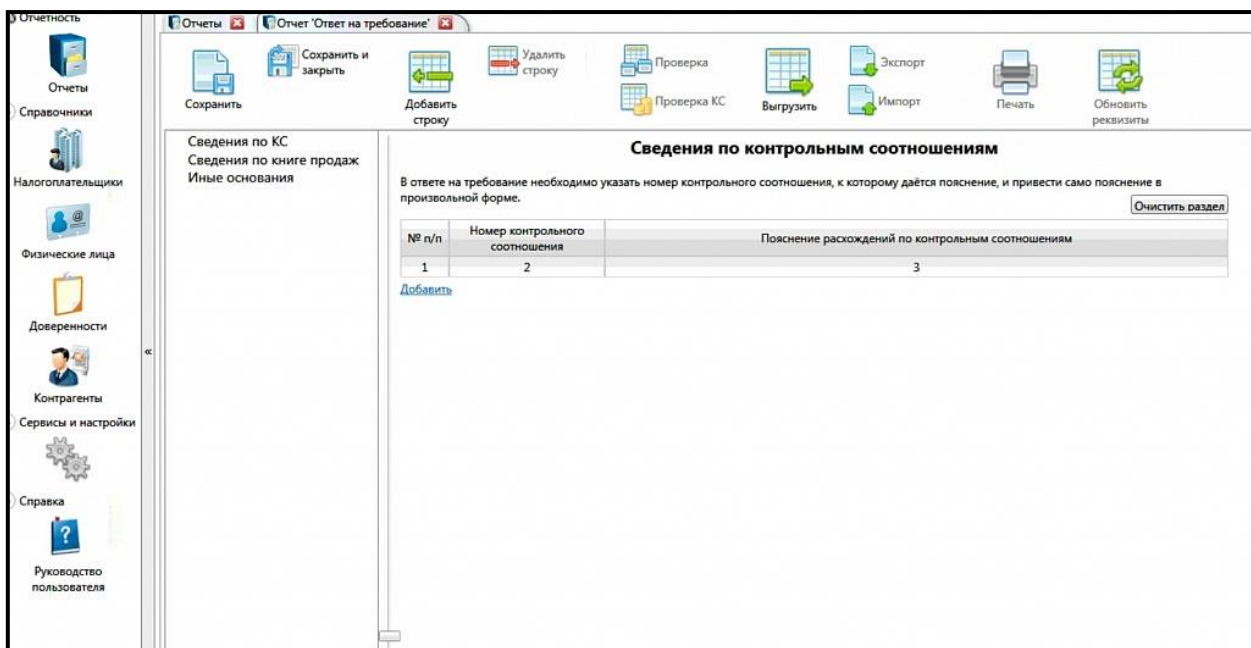 Отчетность
Отчеты
Справочники
Налогоплательщики
Физические лица
Доверенности
Контрагенты
Сервисы и настройки
Справка
Руководство
пользователя
«
Отчеты
Отчет 'Ответ на требование'
Сохранить
Сохранить и
закрыть
Добавить
строку
Удалить
строку
Проверка
Проверка КС
Выгрузить
Экспорт
Импорт
Печать
Обновить
реквизиты
Сведения по КС
Сведения по книге продаж
Иные основания
Сведения по контрольным соотношениям
В ответе на требование необходимо указать номер контрольного соотношения, к которому даётся пояснение, и привести само пояснение в
произвольной форме.
Очистить раздел
№ п/п
Номер контрольного
соотношения
Пояснение расхождений по контрольным соотношениям
1 2 3
Добавить